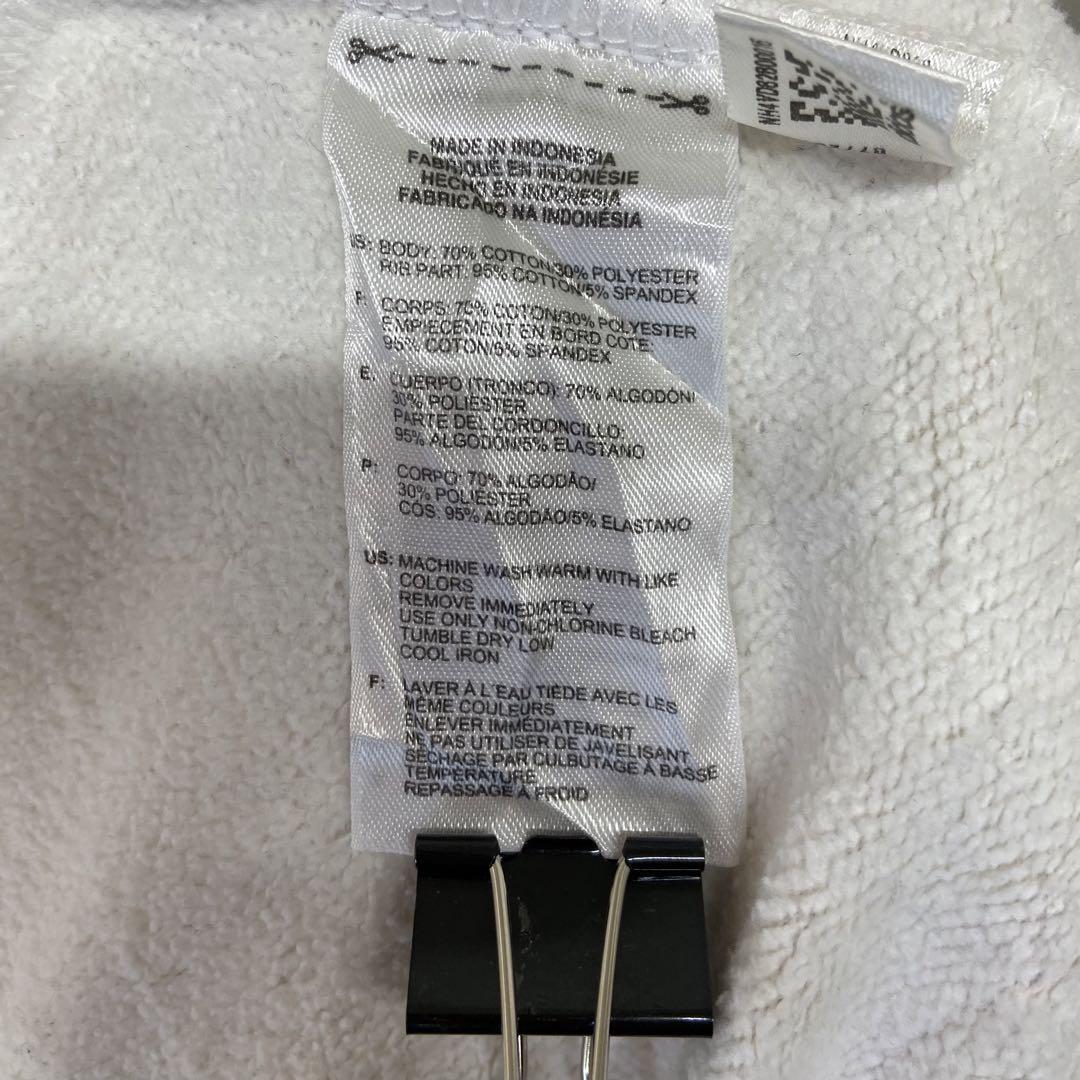 MADE IN INDONESIA
FABRIQUÉ EN INDONÉSIE
HECHO EN INDONESIA
FABRICADO NA INDONÉSIA
BODY: 70% COTTON/30% POLYESTER
RIB PART: 95% COTTON/5% SPANDEX
F: CORPS: 70% COTON/30% POLYESTER
EMPIECEMENT EN BORD COTE:
95% COTON/5% SPANDEX
E: CUERPO (TRONCO): 70% ALGODÓN/
30% POLIÉSTER
PARTE DEL CORDONCILLO:
95% ALGODÓN/5% ELASTANO
P: CORPO: 70% ALGODÃO/
30% POLIÉSTER
COS: 95% ALGODÃO/5% ELASTANO
US: MACHINE WASH WARM WITH LIKE
COLORS
REMOVE IMMEDIATELY
USE ONLY NON-CHLORINE BLEACH
TUMBLE DRY LOW
COOL IRON
F: LAVER À L'EAU TIÈDE AVEC LES
MÊME COULEURS
ENLEVER IMMÉDIATEMENT
NE PAS UTILISER DE JAVELISANT
SÉCHAGE PAR CULBUTAGE À BASSE
TEMPÉRATURE
REPASSAGE À FROID